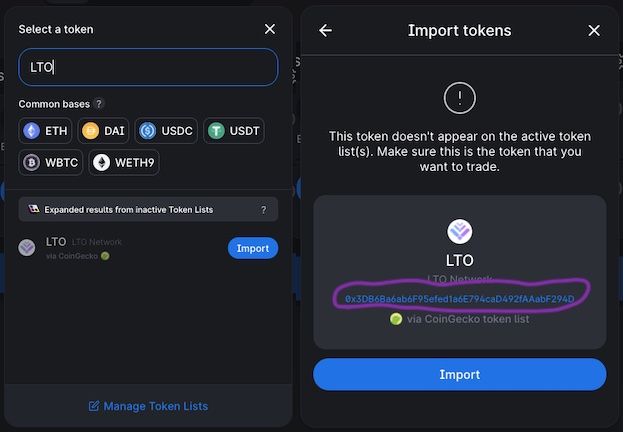 Select a token
LTO
Common bases ?
ETH
DAI
USDC
USDT
WBTC
WETH9
Expanded results from inactive Token Lists ?
LTO LTO Network
via CoinGecko
Import
Manage Token Lists
Import tokens
This token doesn't appear on the active token
list(s). Make sure this is the token that you
want to trade.
LTO
LTO Network
0x3DB6Ba6ab6F95efed1a6E794caD492fAAabF294D
via CoinGecko token list
Import